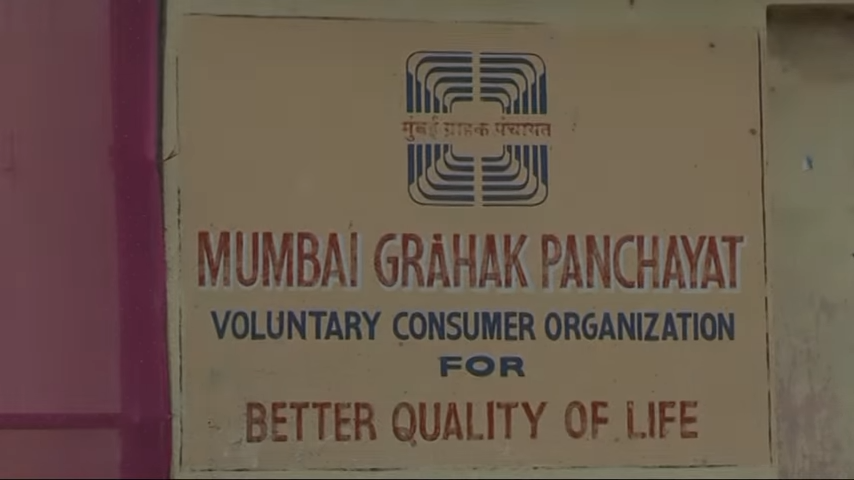 मुंबई ग्राहक पंचायत
MUMBAI GRAHAK PANCHAYAT
VOLUNTARY CONSUMER ORGANIZATION
FOR
BETTER QUALITY OF LIFE